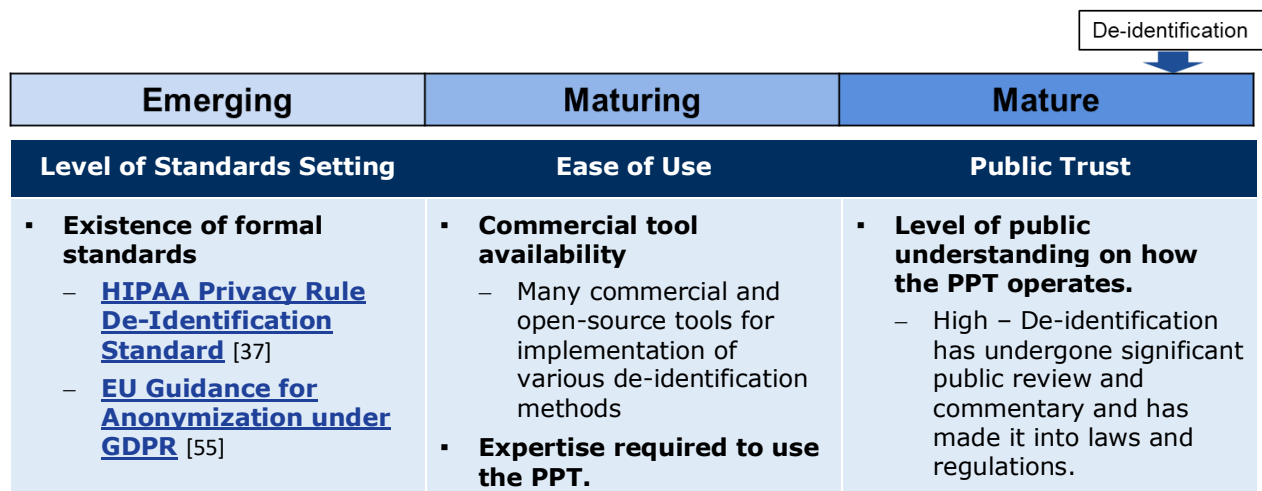 De-identification
Emerging
Maturing
Mature
Level of Standards Setting
Ease of Use
Public Trust
▪ Existence of formal
standards
– HIPAA Privacy Rule
De-Identification
Standard [37]
– EU Guidance for
Anonymization under
GDPR [55]
▪ Commercial tool
availability
– Many commercial and
open-source tools for
implementation of
various de-identification
methods
▪ Expertise required to use
the PPT.
▪ Level of public
understanding on how
the PPT operates.
– High – De-identification
has undergone significant
public review and
commentary and has
made it into laws and
regulations.